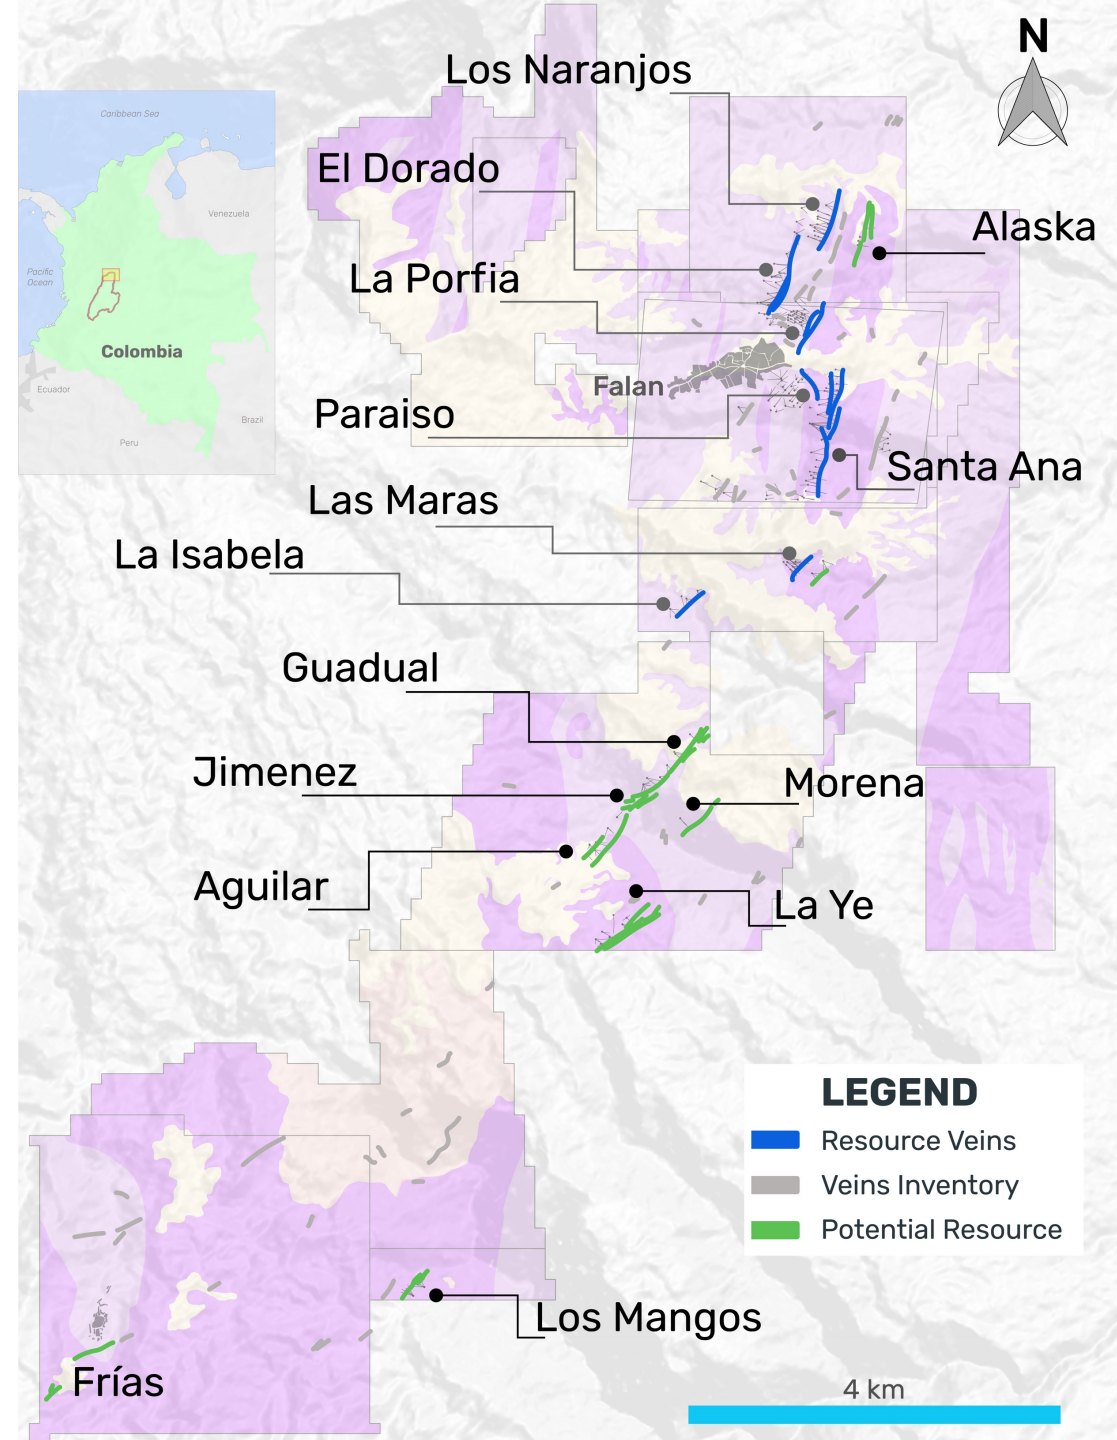 N
Los Naranjos
Caribbean Sea
El Dorado
Venezuela
Alaska
Pacific
Ocean
La Porfia
Colombia
Falan
Ecuador
Paraiso
Brazil
Peru
Santa Ana
Las Maras
La Isabela
Guadual
Jimenez
Morena
Aguilar
La Ye
LEGEND
Resource Veins
Veins Inventory
Potential Resource
Los Mangos
Frías
4 km